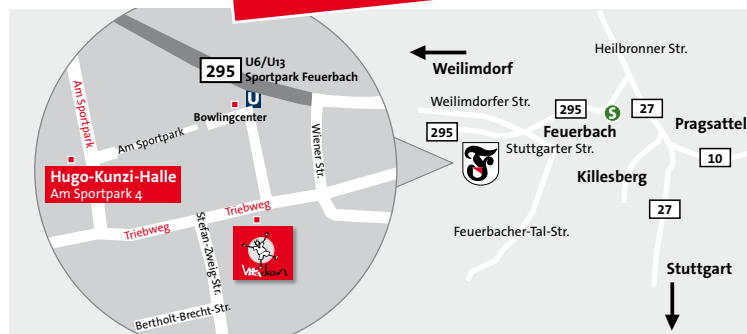 295
U6/U13
Sportpark Feuerbach
U
Bowlingcenter
Am Sportpark
Am Sportpark
Hugo-Kunzi-Halle
Am Sportpark 4
Wiener Str.
Triebweg
Triebweg
Stefan-Zweig-Str.
Bertholt-Brecht-Str.
Weilimdorf
Heilbronner Str.
Weilimdorfer Str.
295
295
S
27
Feuerbach
Pragsattel
Stuttgarter Str.
10
Killesberg
27
Feuerbacher-Tal-Str.
Stuttgart